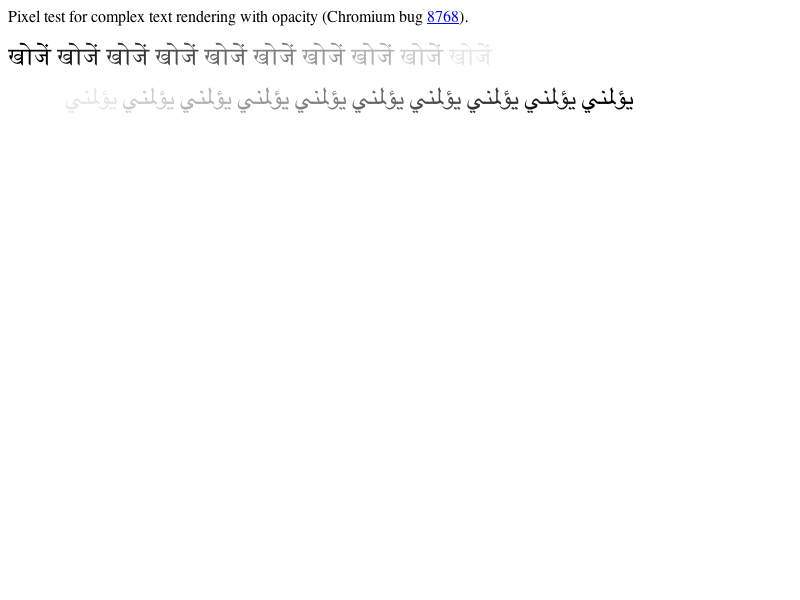 Pixel test for complex text rendering with opacity (Chromium bug 8768).
खोजें खोजें खोजें खोजें खोजें खोजें खोजें खोजें खोजें खोजें
يؤلمني يؤلمني يؤلمني يؤلمني يؤلمني يؤلمني يؤلمني يؤلمني يؤلمني يؤلمني